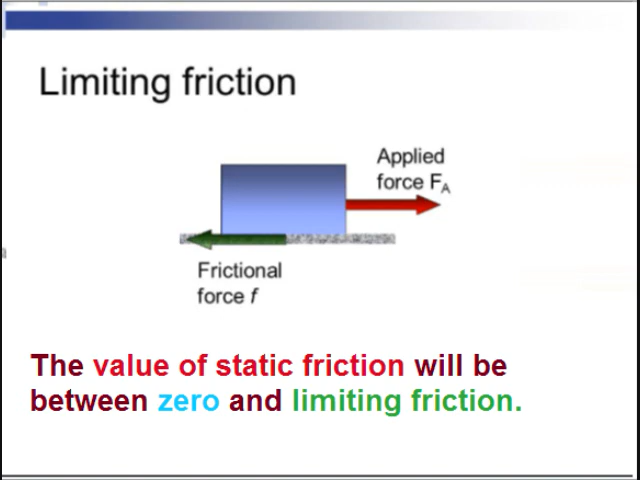 Limiting friction
Applied
force FA
Frictional
force f
The value of static friction will be
between zero and limiting friction.